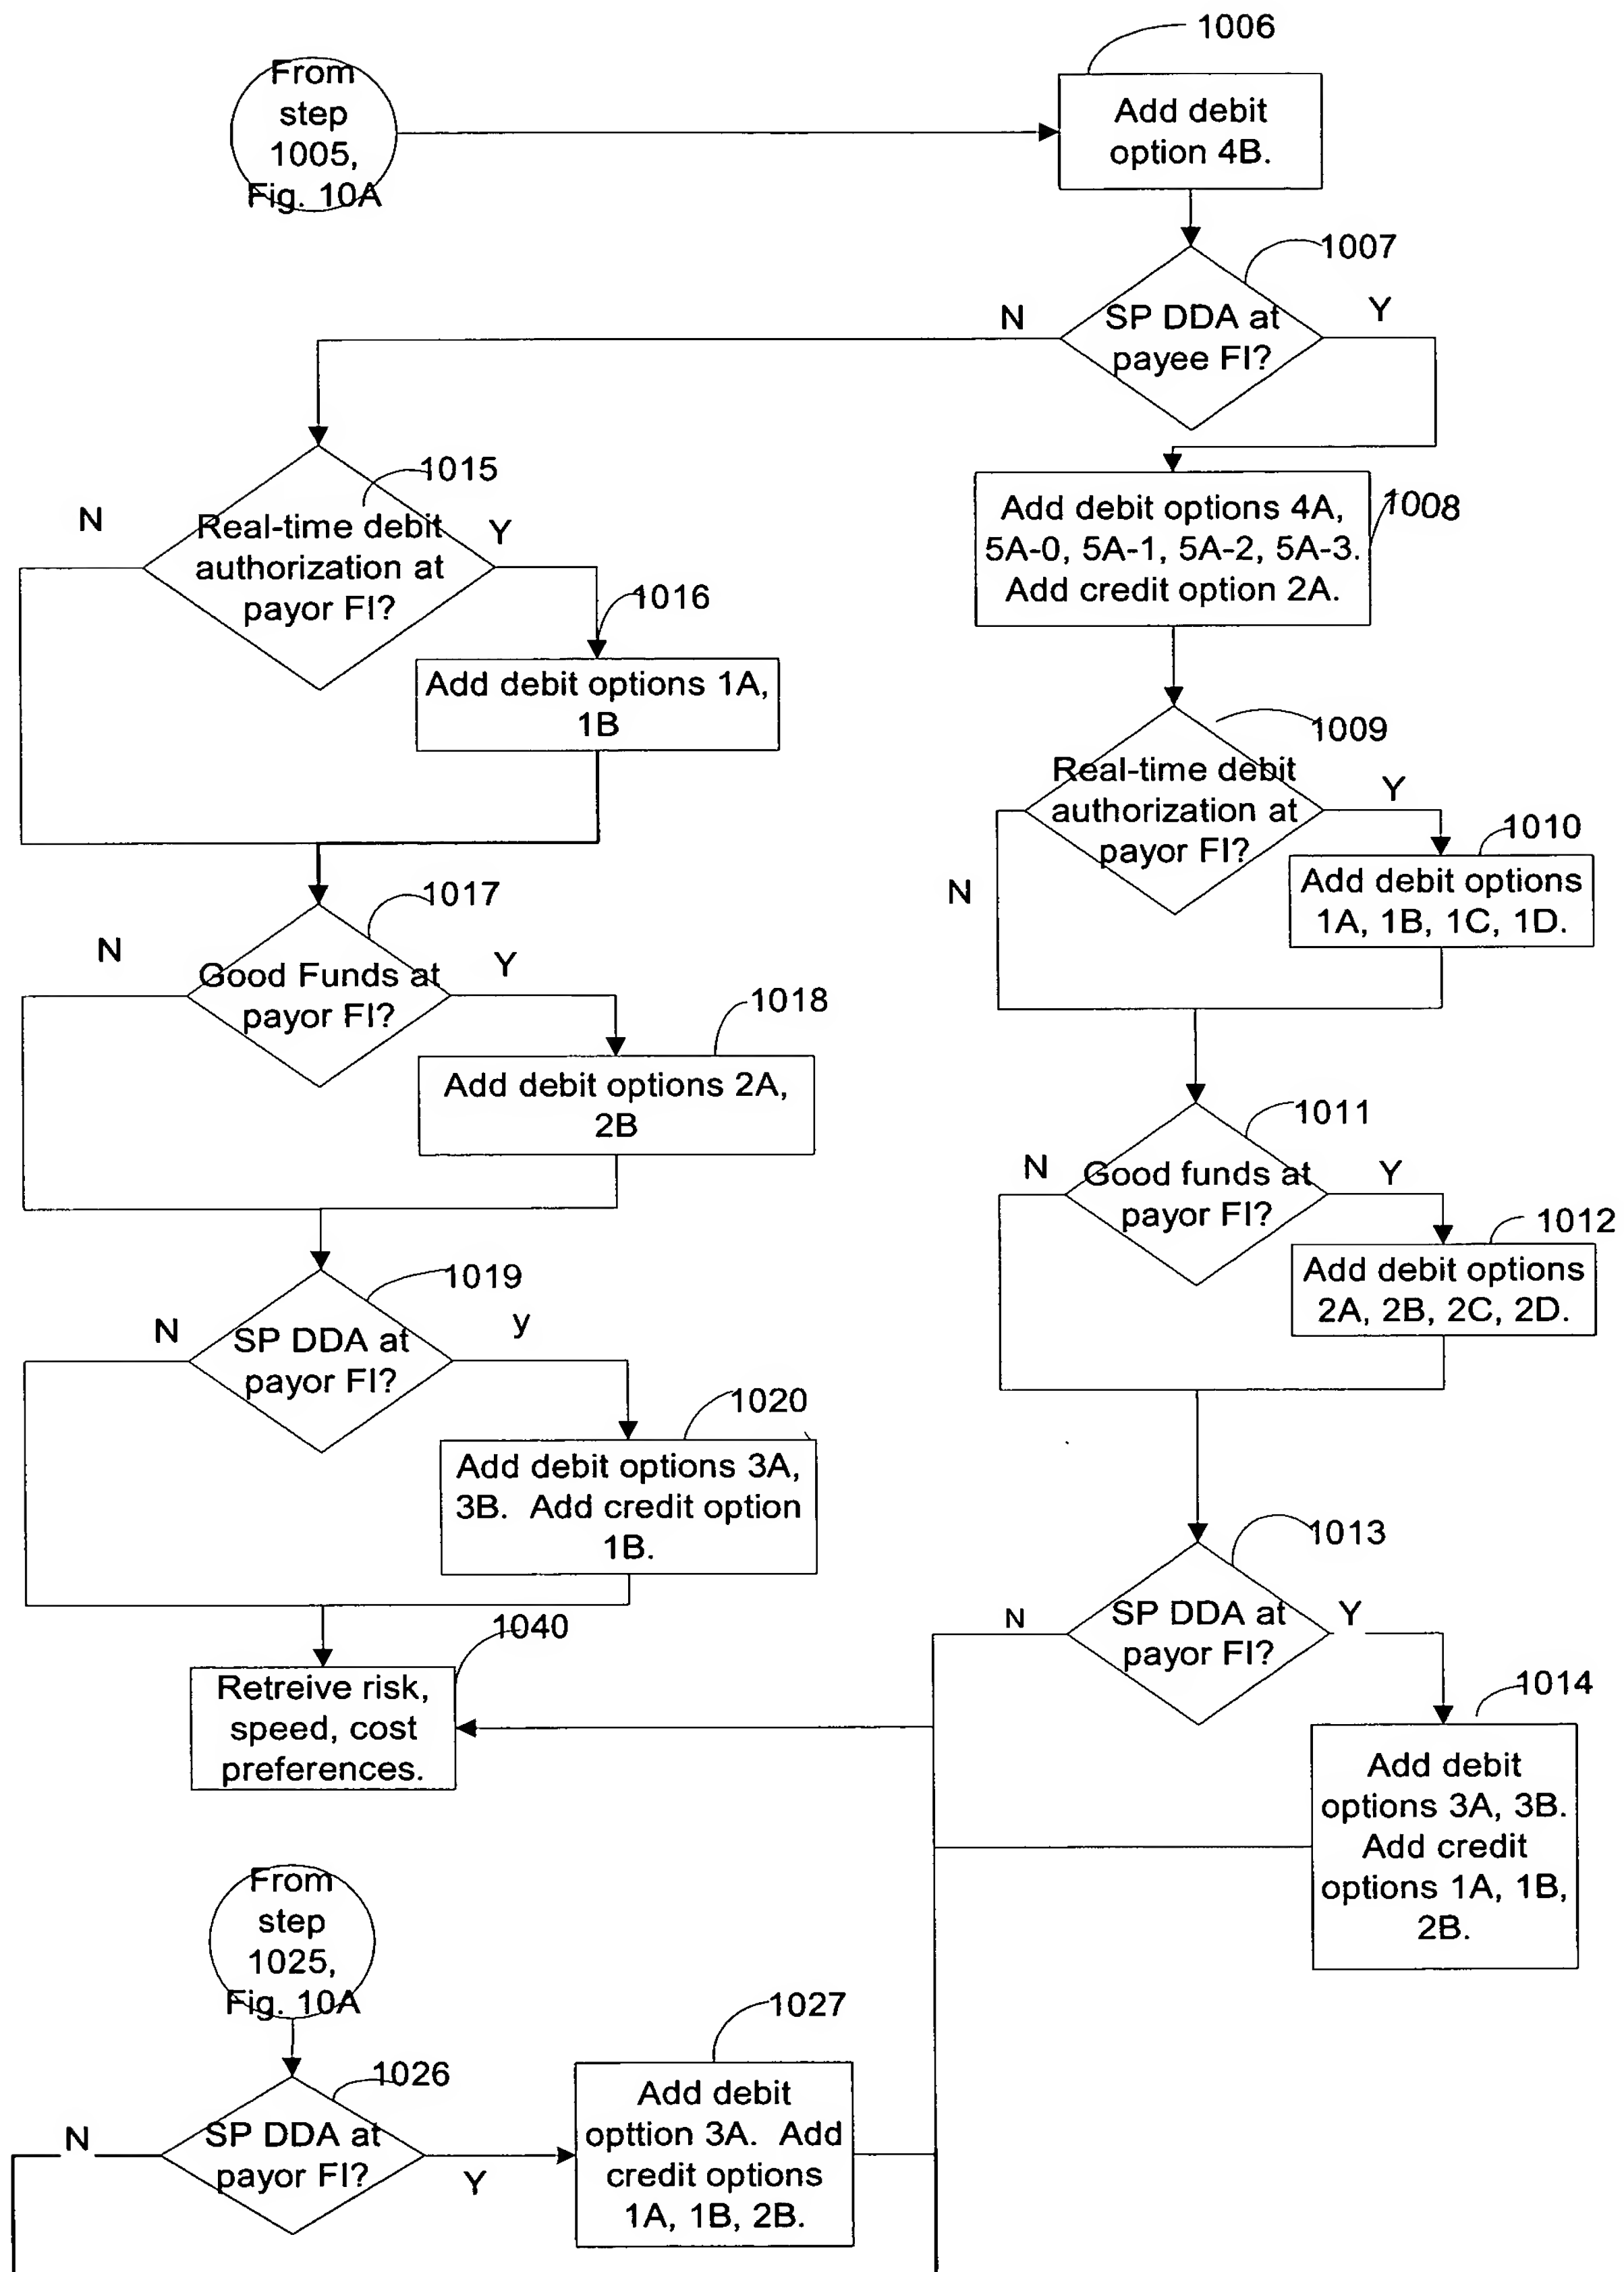 1006
From
step
1005,
Fig. 10A
Add debit
option 4B.
1007
N
SP DDA at
payee FI?
Y
1015
N
Real-time debit
authorization at
payor FI?
Y
1016
Add debit options 1A,
1B
1008
Add debit options 4A,
5A-0, 5A-1, 5A-2, 5A-3.
Add credit option 2A.
1009
Real-time debit
authorization at
payor FI?
Y
N
1010
Add debit options
1A, 1B, 1C, 1D.
1017
N
Good Funds at
payor FI?
Y
1018
Add debit options 2A,
2B
1011
N
Good funds at
payor FI?
Y
1012
Add debit options
2A, 2B, 2C, 2D.
1019
N
SP DDA at
payor FI?
y
1020
Add debit options 3A,
3B. Add credit option
1B.
1013
N
SP DDA at
payor FI?
Y
1040
Retreive risk,
speed, cost
preferences.
1014
Add debit
options 3A, 3B.
Add credit
options 1A, 1B,
2B.
From
step
1025,
Fig. 10A
1026
N
SP DDA at
payor FI?
Y
1027
Add debit
opttion 3A. Add
credit options
1A, 1B, 2B.